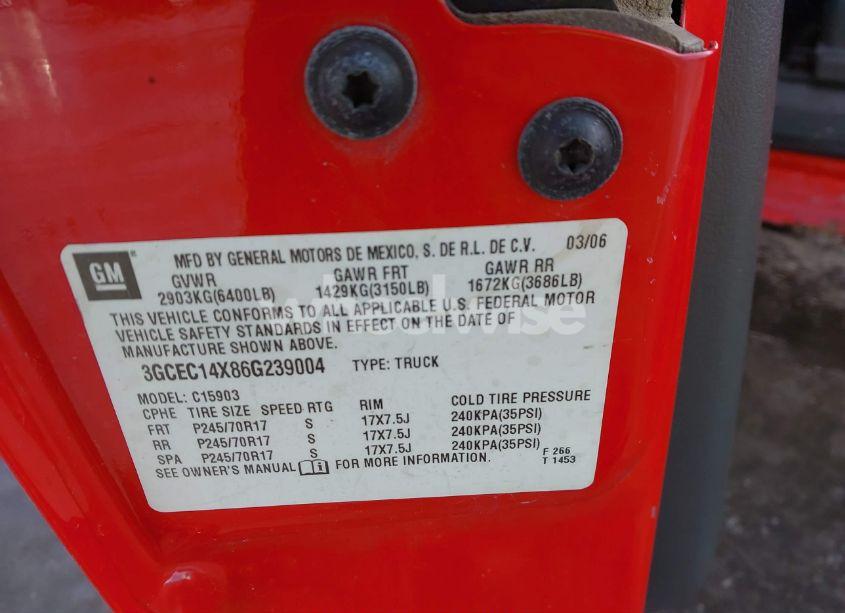 GM®
MFD BY GENERAL MOTORS DE MEXICO, S. DE R.L. DE C.V. 03/06
GVWR GAWR FRT GAWR RR
2903KG(6400LB) 1429KG(3150LB) 1672KG(3686LB)
THIS VEHICLE CONFORMS TO ALL APPLICABLE U.S. FEDERAL MOTOR
VEHICLE SAFETY STANDARDS IN EFFECT ON THE DATE OF
MANUFACTURE SHOWN ABOVE.
3GCEC14X86G239004 TYPE: TRUCK
MODEL: C15903
CPHE TIRE SIZE SPEED RTG RIM COLD TIRE PRESSURE
FRT P245/70R17 S 17X7.5J 240KPA(35PSI)
RR P245/70R17 S 17X7.5J 240KPA(35PSI)
SPA P245/70R17 S 17X7.5J 240KPA(35PSI)
SEE OWNER'S MANUAL FOR MORE INFORMATION.
F 266
T 1453